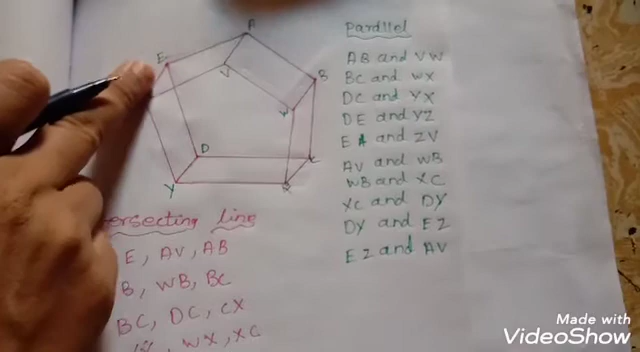 A
E
V
B
W
D
C
Y
X
Parallel
AB and VW
BC and WX
DC and YX
DE and YZ
EA and ZV
AV and WB
WB and XC
XC and DY
DY and EZ
EZ and AV
ersecting line
E, AV, AB
B, WB, BC
BC, DC, CX
, WX, XC
Made with
VideoShow